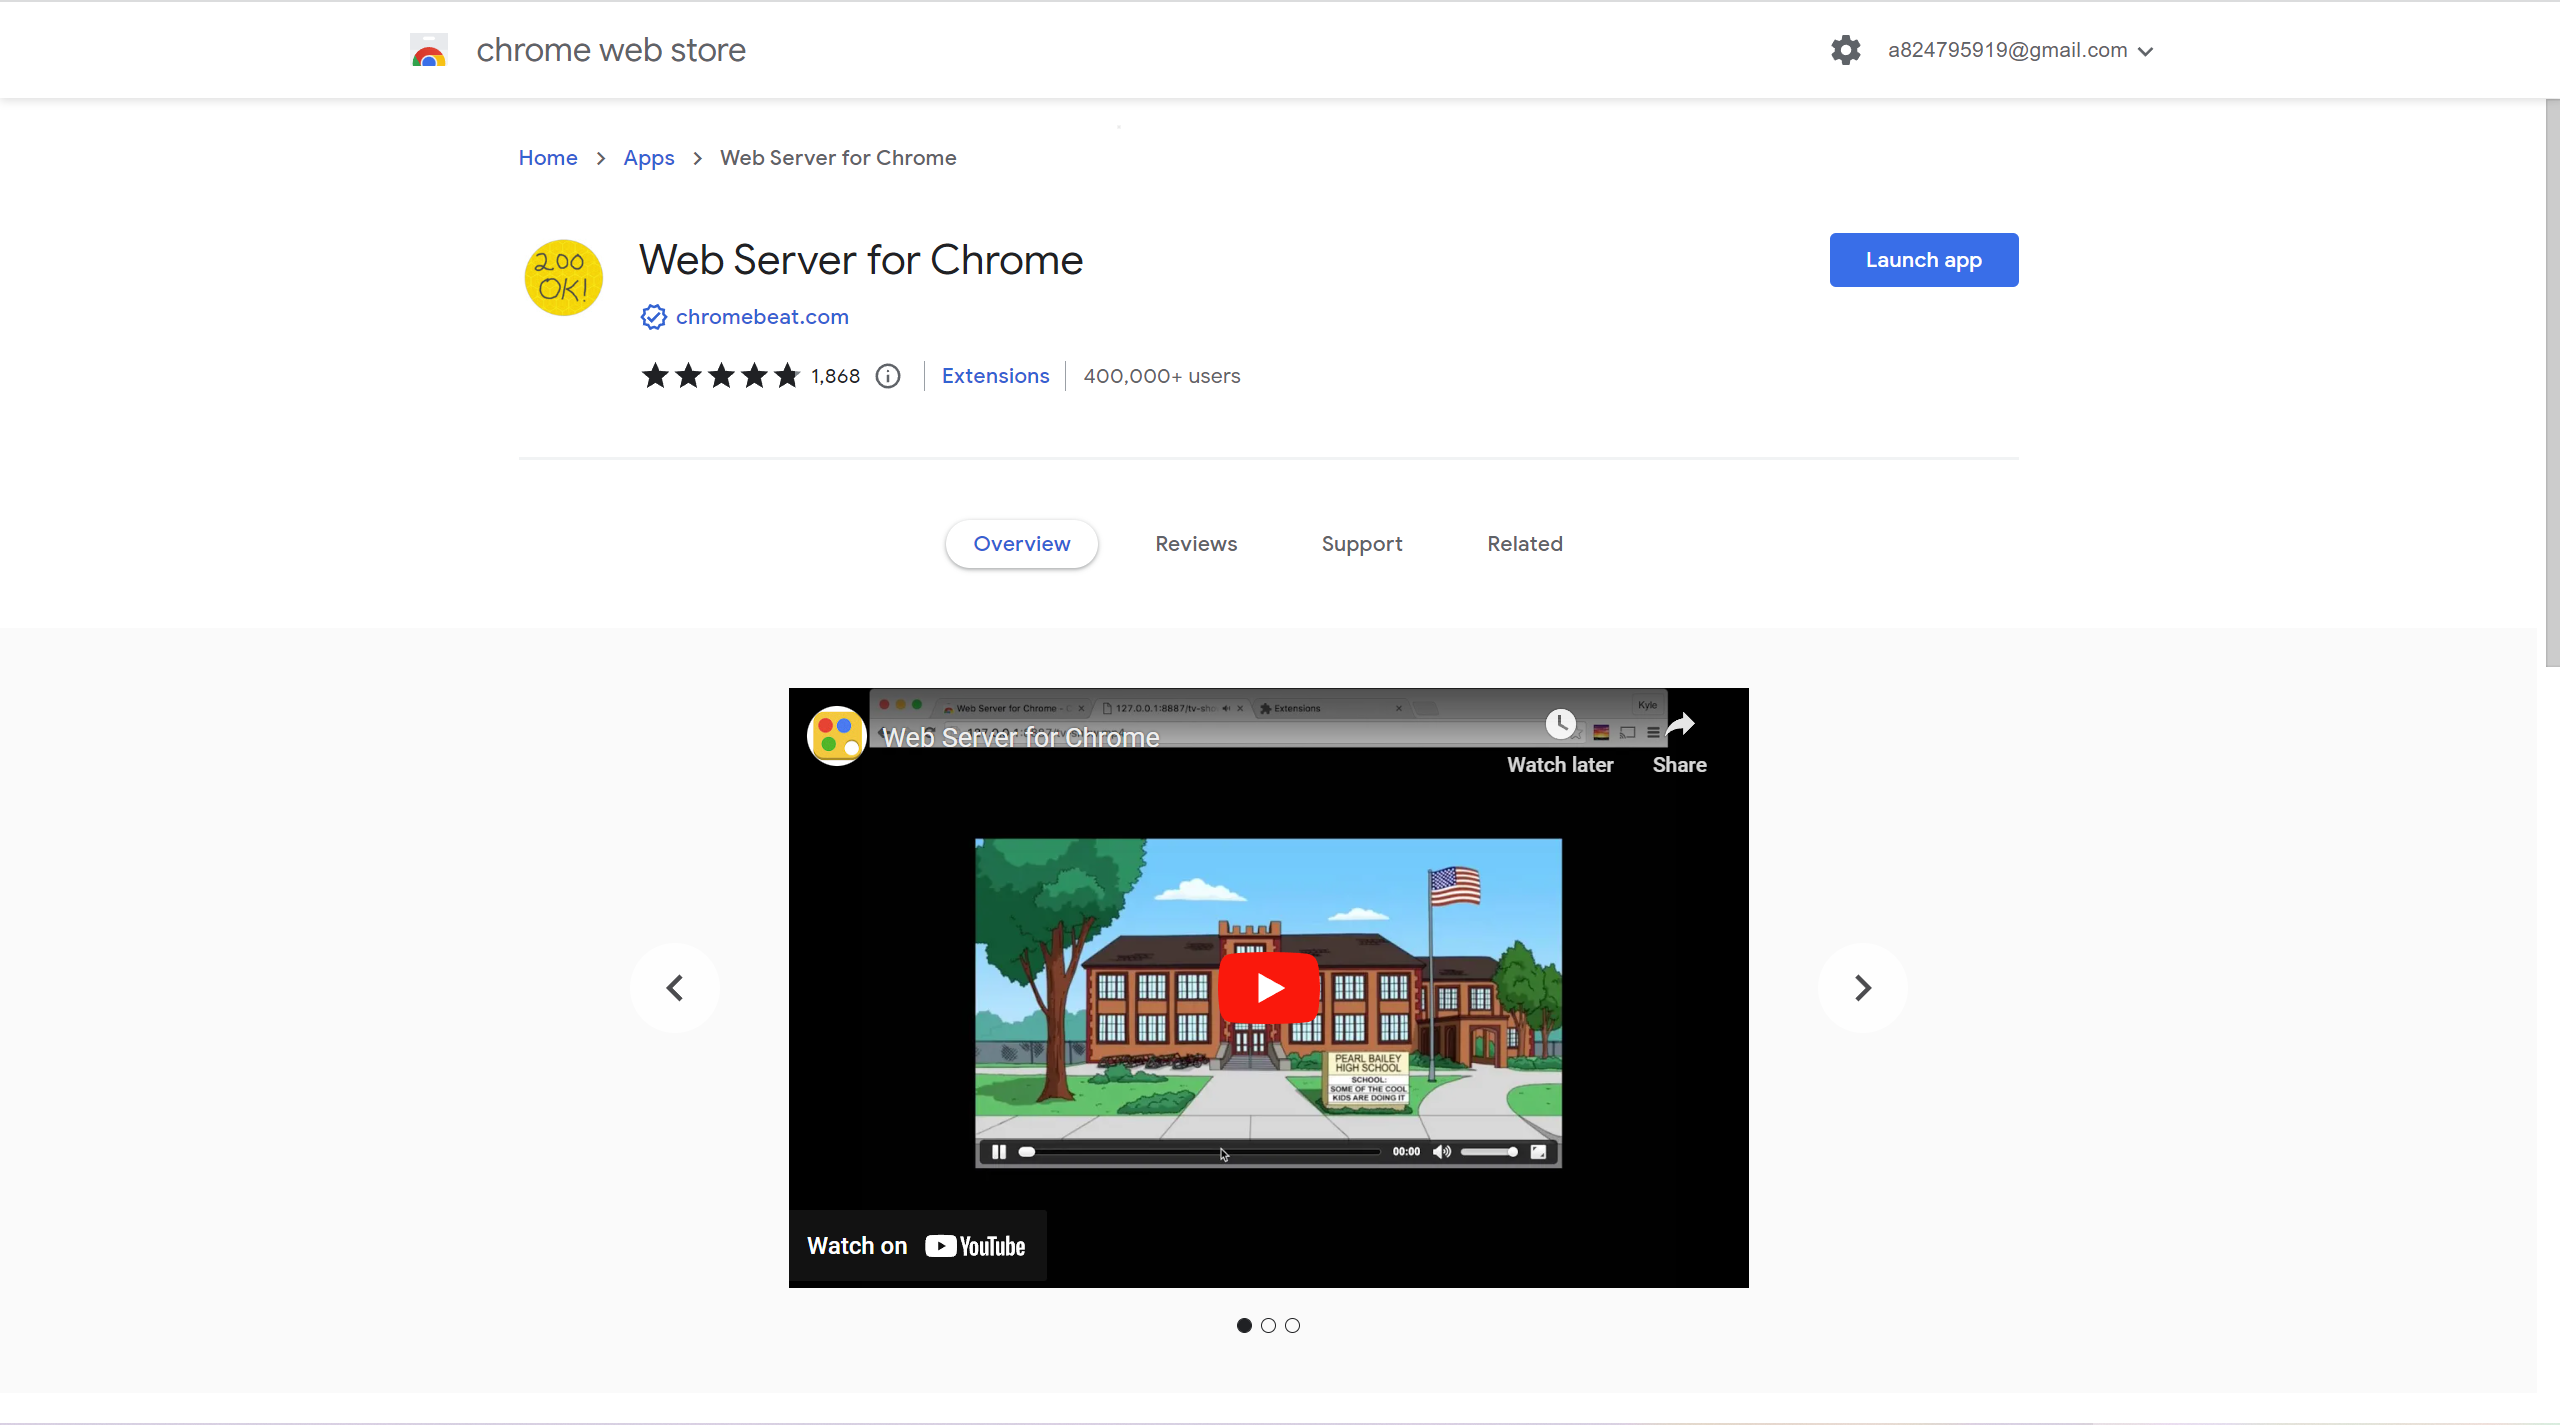 chrome web store
a824795919@gmail.com
Home > Apps > Web Server for Chrome
200
OK!
Web Server for Chrome
Launch app
chromebeat.com
1,868
Extensions
400,000+ users
Overview
Reviews
Support
Related
Web Server for Chrome -
127.0.0.1:8887/tv-sho
Extensions
Kyle
Web Server for Chrome
Watch later
Share
PEARL BAILEY
HIGH SCHOOL
SCHOOL:
SOME OF THE COOL
KIDS ARE DOING IT
00:00
Watch on YouTube